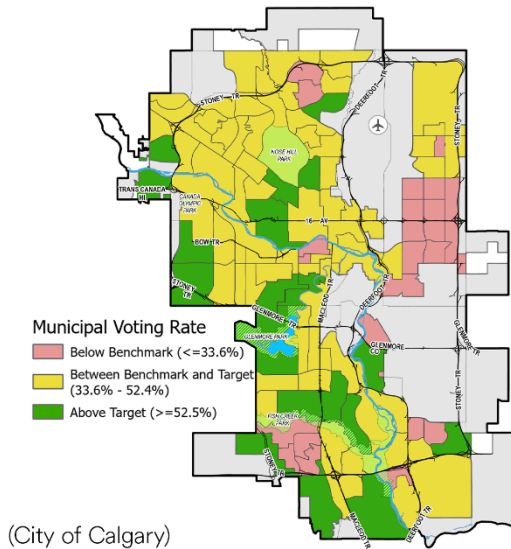 STONEY TR
DEERFOOT TR
STONEY TR
NOSE HILL
PARK
TRANS CANADA
HI
CANADA
OLYMPIC
PARK
16 AV
BOW TR
STONEY TR
MACLEOD TR
DEERFOOT TR
GLENMORE TR
GLENMORE PARK
GLENMORE
CO
GLENMORE TR
STONEY TR
FISH CREEK
PARK
STONEY TR
MACLEOD TR
DEERFOOT TR
Municipal Voting Rate
Below Benchmark (<=33.6%)
Between Benchmark and Target
(33.6% - 52.4%)
Above Target (>=52.5%)
(City of Calgary)